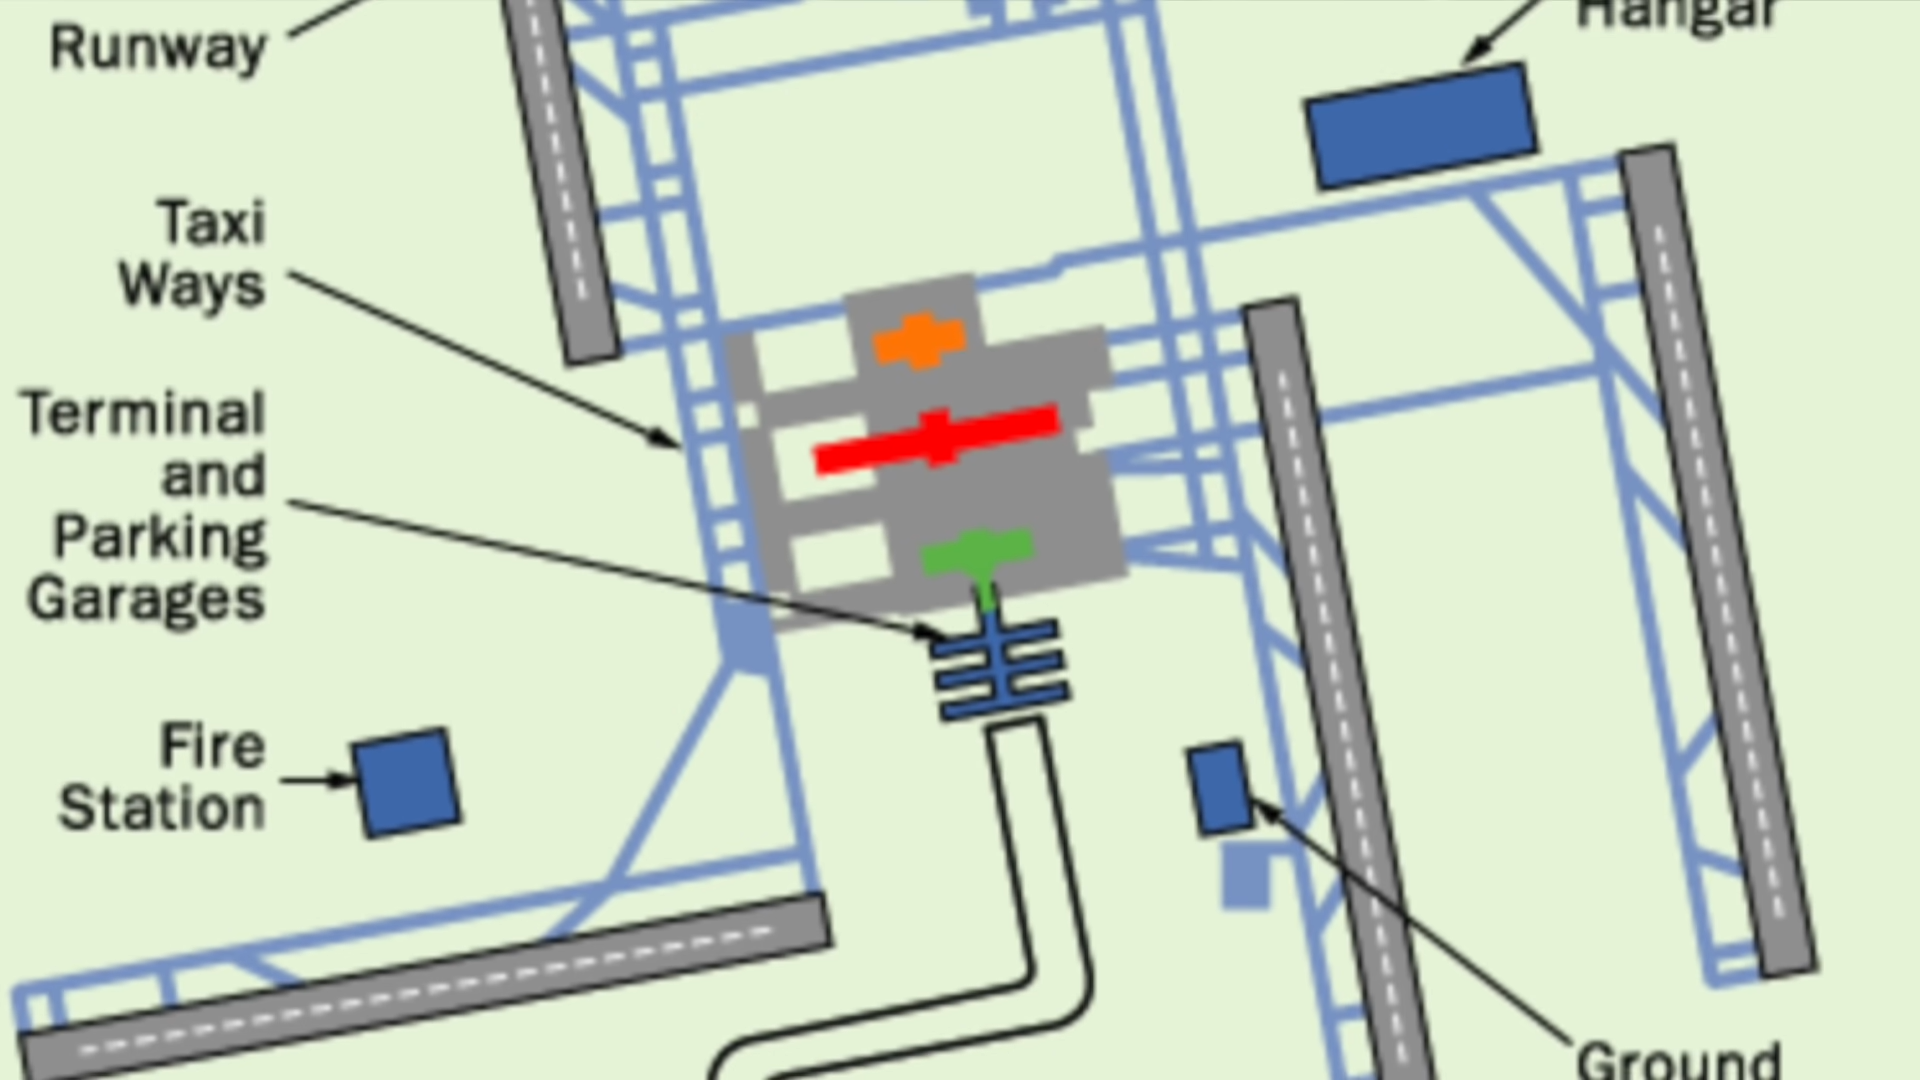 Hangar
Runway
Taxi
Ways
Terminal
and
Parking
Garages
Fire
Station
Ground